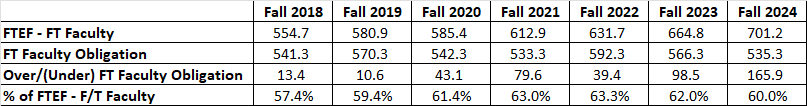 Fall 2018 Fall 2019 Fall 2020 Fall 2021 Fall 2022 Fall 2023 Fall 2024
FTEF - FT Faculty 554.7 580.9 585.4 612.9 631.7 664.8 701.2
FT Faculty Obligation 541.3 570.3 542.3 533.3 592.3 566.3 535.3
Over/(Under) FT Faculty Obligation 13.4 10.6 43.1 79.6 39.4 98.5 165.9
% of FTEF - F/T Faculty 57.4% 59.4% 61.4% 63.0% 63.3% 62.0% 60.0%